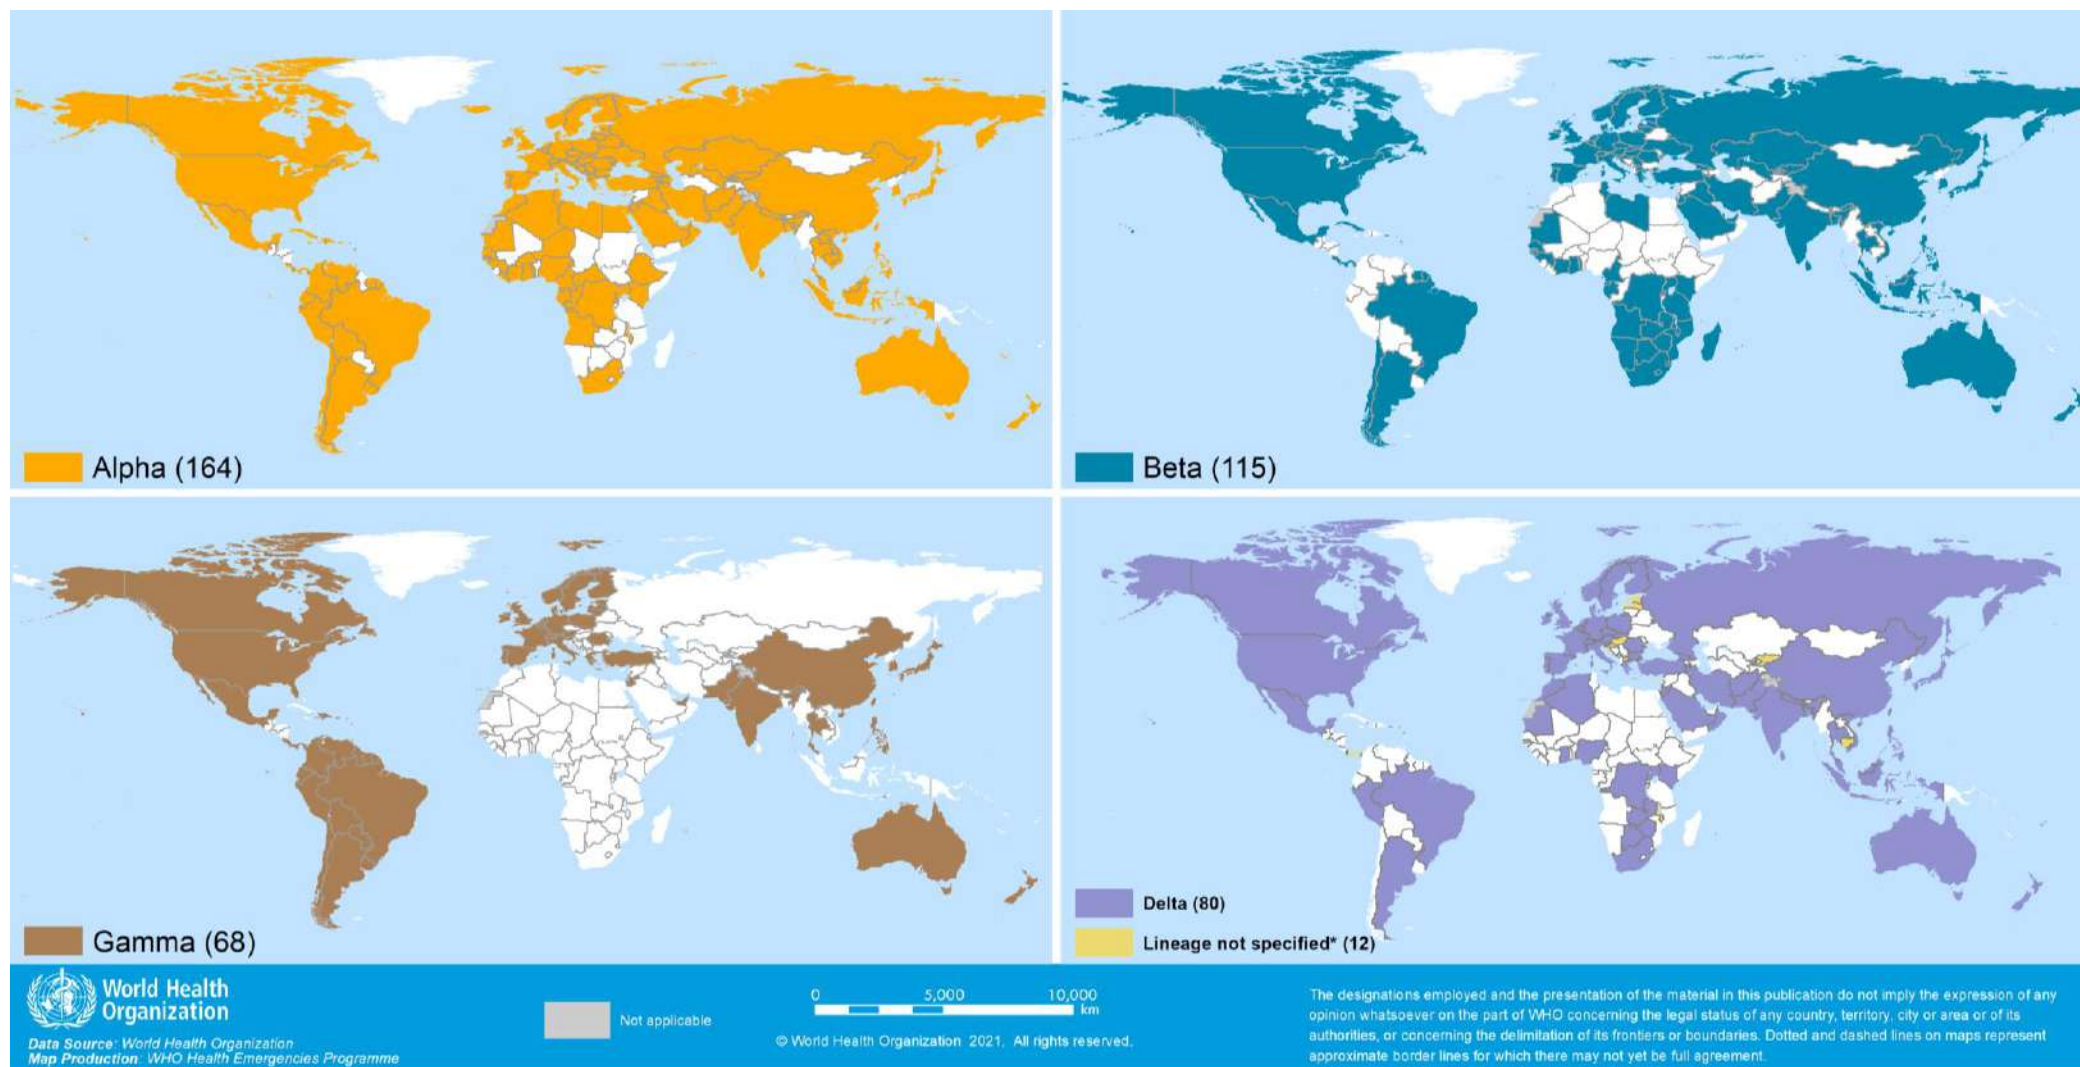 Alpha (164)
Beta (115)
Gamma (68)
Delta (80)
Lineage not specified* (12)
World Health
Organization
Data Source: World Health Organization
Map Production: WHO Health Emergencies Programme
Not applicable
0 5,000 10,000
km
© World Health Organization 2021, All rights reserved.
The designations employed and the presentation of the material in this publication do not imply the expression of any
opinion whatsoever on the part of WHO concerning the legal status of any country, territory, city or area or of its
authorities, or concerning the delimitation of its frontiers or boundaries. Dotted and dashed lines on maps represent
approximate border lines for which there may not yet be full agreement.